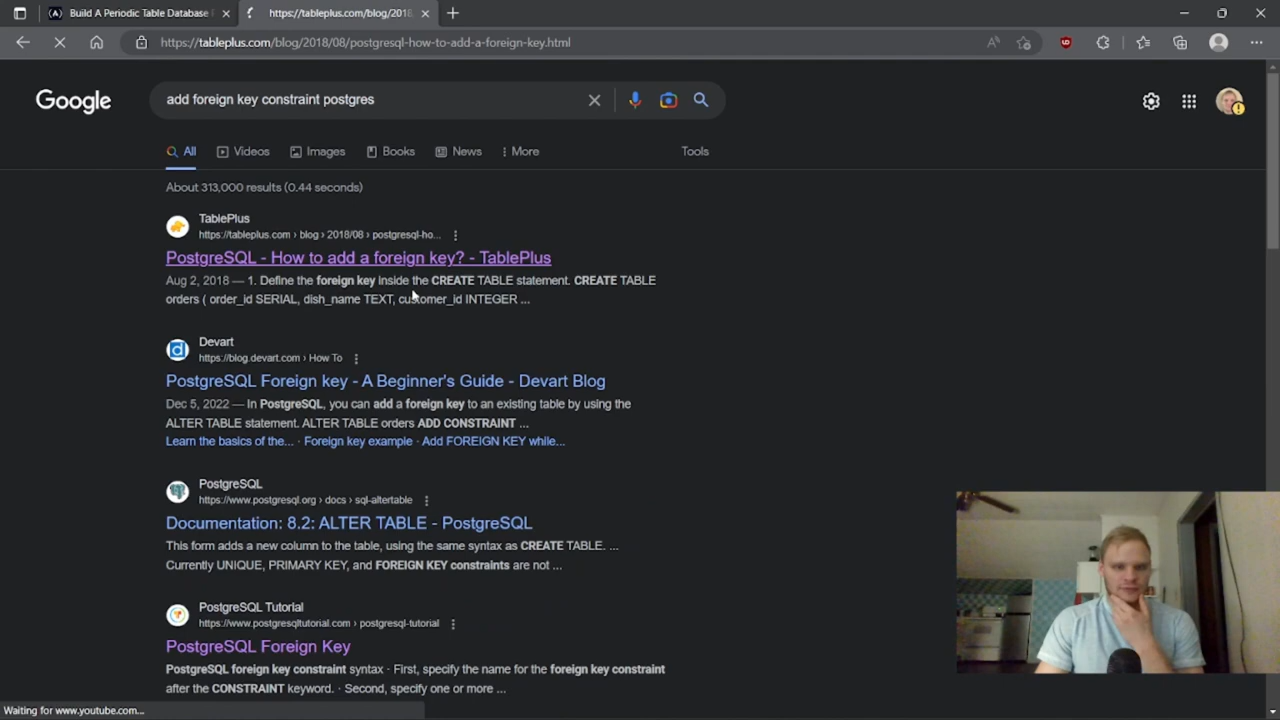 Build A Periodic Table Database
https://tableplus.com/blog/2018
https://tableplus.com/blog/2018/08/postgresql-how-to-add-a-foreign-key.html
Google
add foreign key constraint postgres
All
Videos
Images
Books
News
More
Tools
About 313,000 results (0.44 seconds)
TablePlus
https://tableplus.com › blog › 2018/08 › postgresql-ho...
PostgreSQL - How to add a foreign key? - TablePlus
Aug 2, 2018 — 1. Define the foreign key inside the CREATE TABLE statement. CREATE TABLE
orders ( order_id SERIAL, dish_name TEXT, customer_id INTEGER ...
Devart
https://blog.devart.com › How To
PostgreSQL Foreign key - A Beginner's Guide - Devart Blog
Dec 5, 2022 — In PostgreSQL, you can add a foreign key to an existing table by using the
ALTER TABLE statement. ALTER TABLE orders ADD CONSTRAINT ...
Learn the basics of the... · Foreign key example · Add FOREIGN KEY while...
PostgreSQL
https://www.postgresql.org › docs › sql-altertable
Documentation: 8.2: ALTER TABLE - PostgreSQL
This form adds a new column to the table, using the same syntax as CREATE TABLE. ...
Currently UNIQUE, PRIMARY KEY, and FOREIGN KEY constraints are not ...
PostgreSQL Tutorial
https://www.postgresqltutorial.com › postgresql-tutorial
PostgreSQL Foreign Key
PostgreSQL foreign key constraint syntax · First, specify the name for the foreign key constraint
after the CONSTRAINT keyword. · Second, specify one or more ...
Waiting for www.youtube.com...